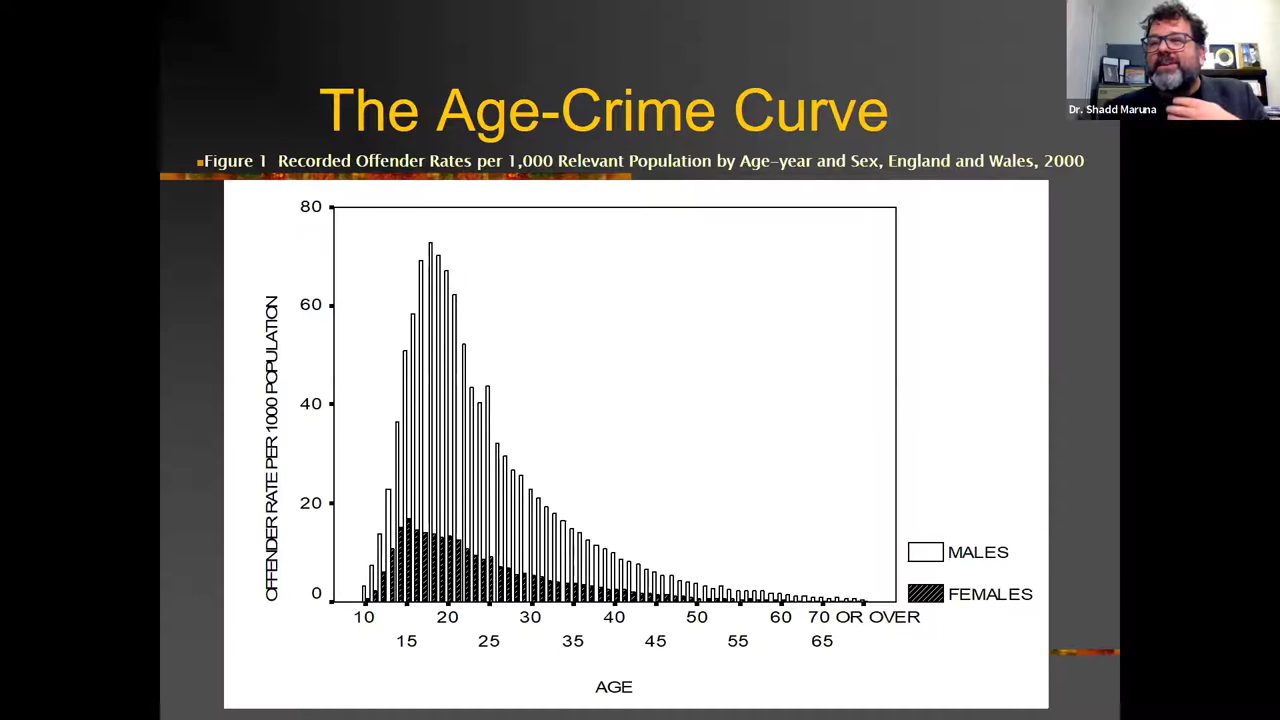 The Age-Crime Curve
Dr. Shadd Maruna
Figure 1 Recorded Offender Rates per 1,000 Relevant Population by Age-year and Sex, England and Wales, 2000
80
60
40
20
0
OFFENDER RATE PER 1000 POPULATION
10 20 30 40 50 60 70 OR OVER
15 25 35 45 55 65
AGE
MALES
FEMALES